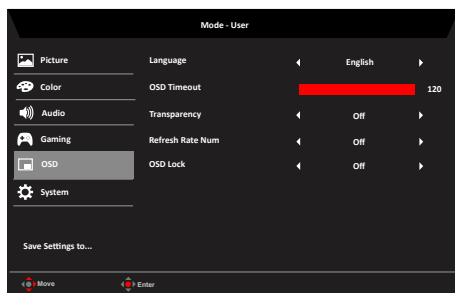 Mode - User
Picture
Language English
Color
OSD Timeout 120
Audio
Transparency Off
Gaming
Refresh Rate Num Off
OSD
OSD Lock Off
System
Save Settings to...
Move Enter